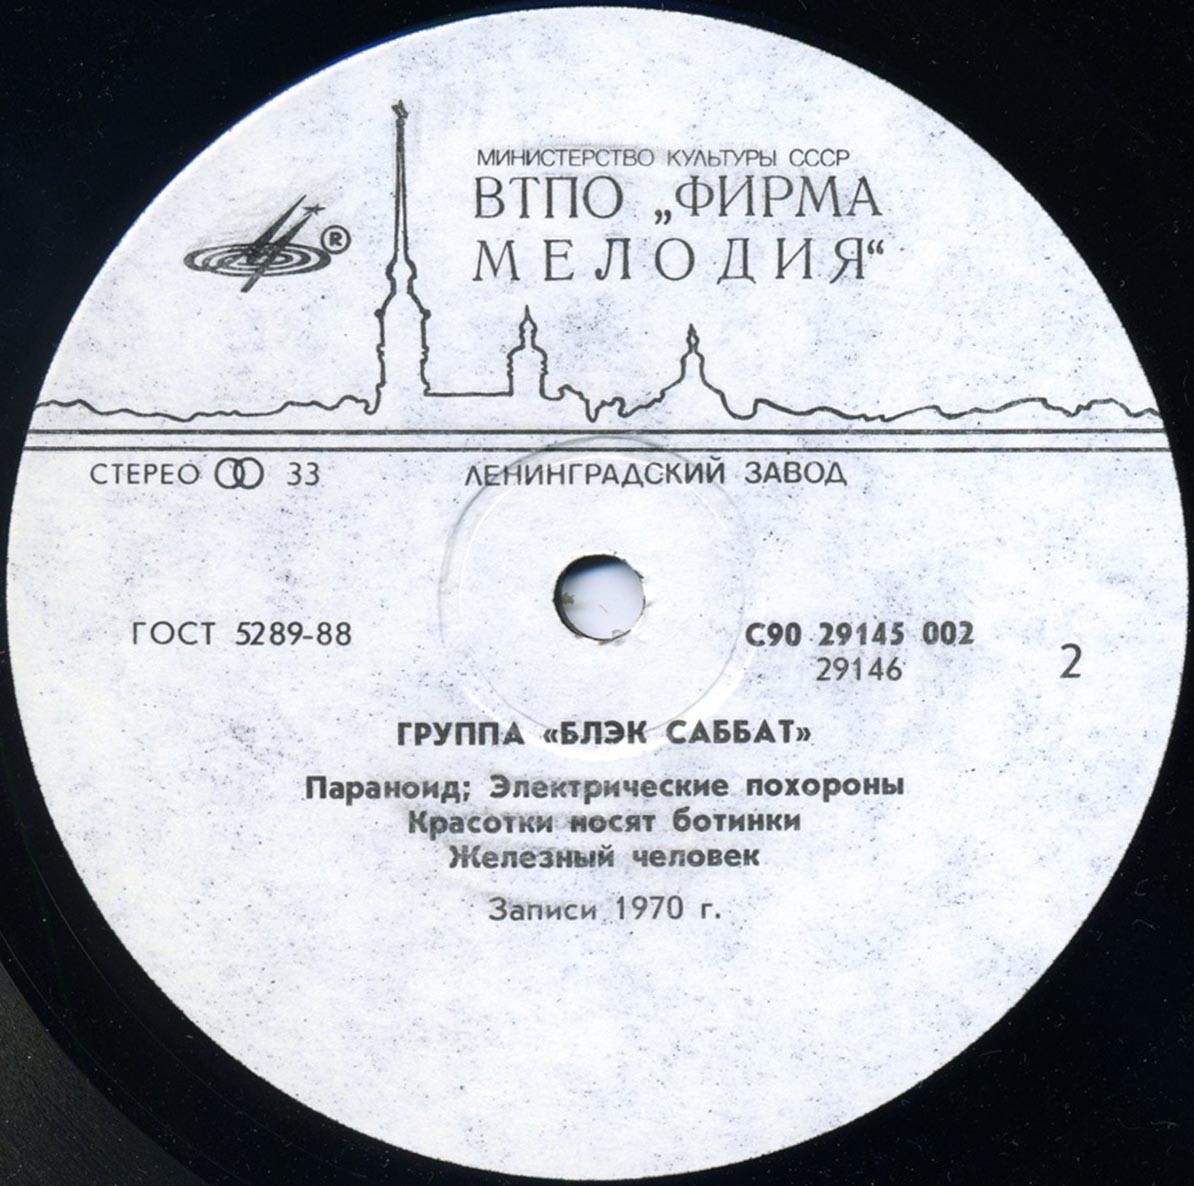 МИНИСТЕРСТВО КУЛЬТУРЫ СССР
ВТПО „ФИРМА
МЕЛОДИЯ“
®
СТЕРЕО 33 ЛЕНИНГРАДСКИЙ ЗАВОД
ГОСТ 5289-88 С90 29145 002
29146 2
ГРУППА «БЛЭК САББАТ»
Параноид; Электрические похороны
Красотки носят ботинки
Железный человек
Записи 1970 г.